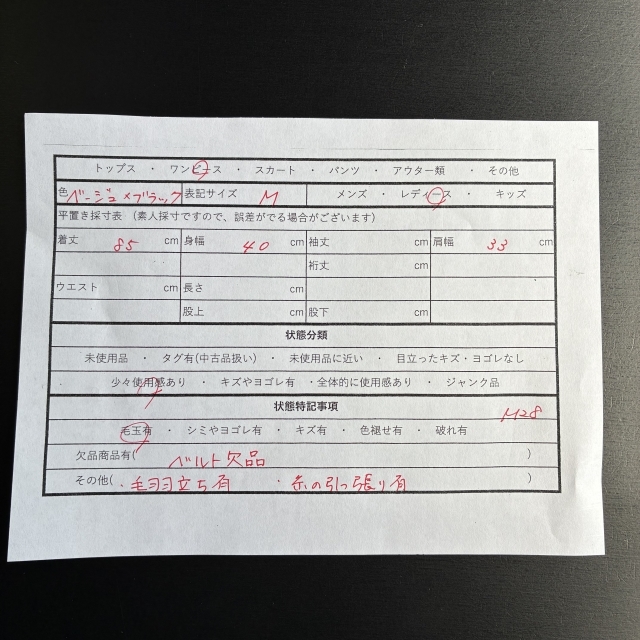 トップス ・ ワンピース ・ スカート ・ パンツ ・ アウター類 ・ その他
色 ベージュ×ブラック 表記サイズ M メンズ ・ レディース ・ キッズ
平置き採寸表 （素人採寸ですので、誤差がでる場合がございます）
着丈 85 cm 身幅 40 cm 袖丈 cm 肩幅 33 cm
裄丈 cm
ウエスト cm 長さ cm
股上 cm 股下 cm
状態分類
未使用品 ・ タグ有(中古品扱い) ・ 未使用品に近い ・ 目立ったキズ・ヨゴレなし
少々使用感あり ・ キズやヨゴレ有 ・全体的に使用感あり ・ ジャンク品
状態特記事項
M28
毛玉有 ・ シミやヨゴレ有 ・ キズ有 ・ 色褪せ有 ・ 破れ有
欠品商品有( ベルト欠品 )
その他( ・毛羽立ち有 ・糸の引っ張り有 )